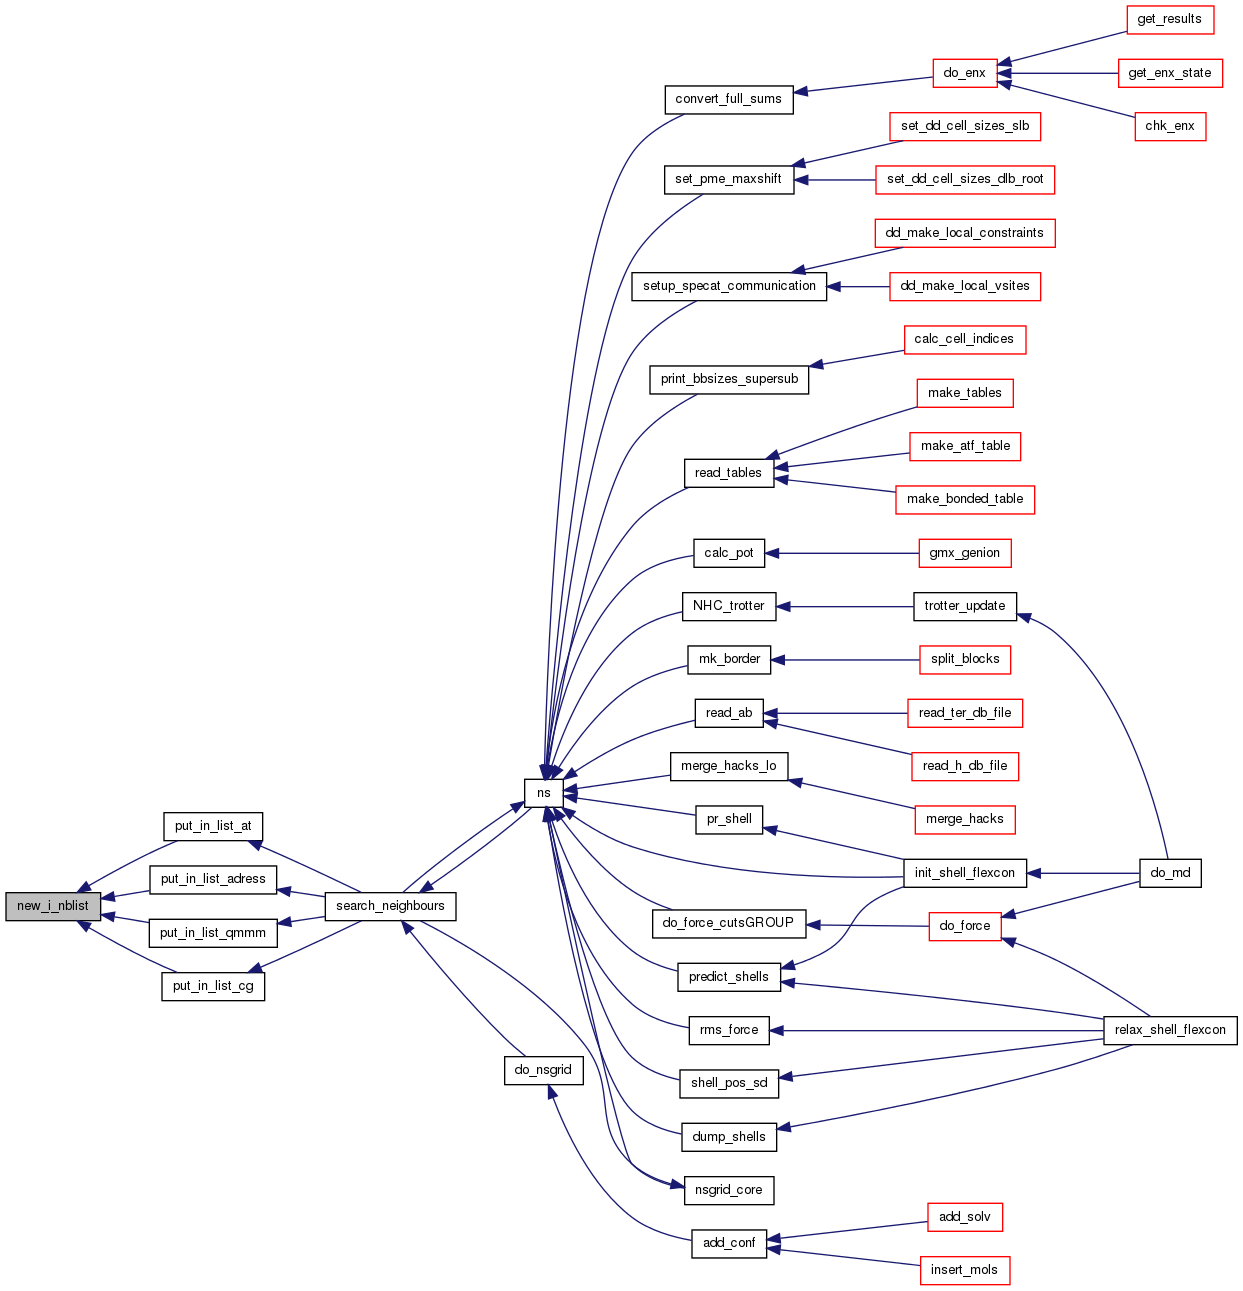 get_results
do_enx
get_enx_state
convert_full_sums
chk_enx
set_dd_cell_sizes_slb
set_pme_maxshift
set_dd_cell_sizes_dlb_root
dd_make_local_constraints
setup_specat_communication
dd_make_local_vsites
calc_cell_indices
print_bbsizes_supersub
make_tables
make_atf_table
read_tables
make_bonded_table
calc_pot
gmx_genion
NHC_trotter
trotter_update
mk_border
split_blocks
read_ab
read_ter_db_file
merge_hacks_lo
read_h_db_file
ns
pr_shell
merge_hacks
put_in_list_at
put_in_list_adress
init_shell_flexcon
do_md
new_i_nblist
search_neighbours
put_in_list_qmmm
do_force_cutsGROUP
do_force
put_in_list_cg
predict_shells
rms_force
relax_shell_flexcon
do_nsgrid
shell_pos_sd
dump_shells
nsgrid_core
add_solv
add_conf
insert_mols